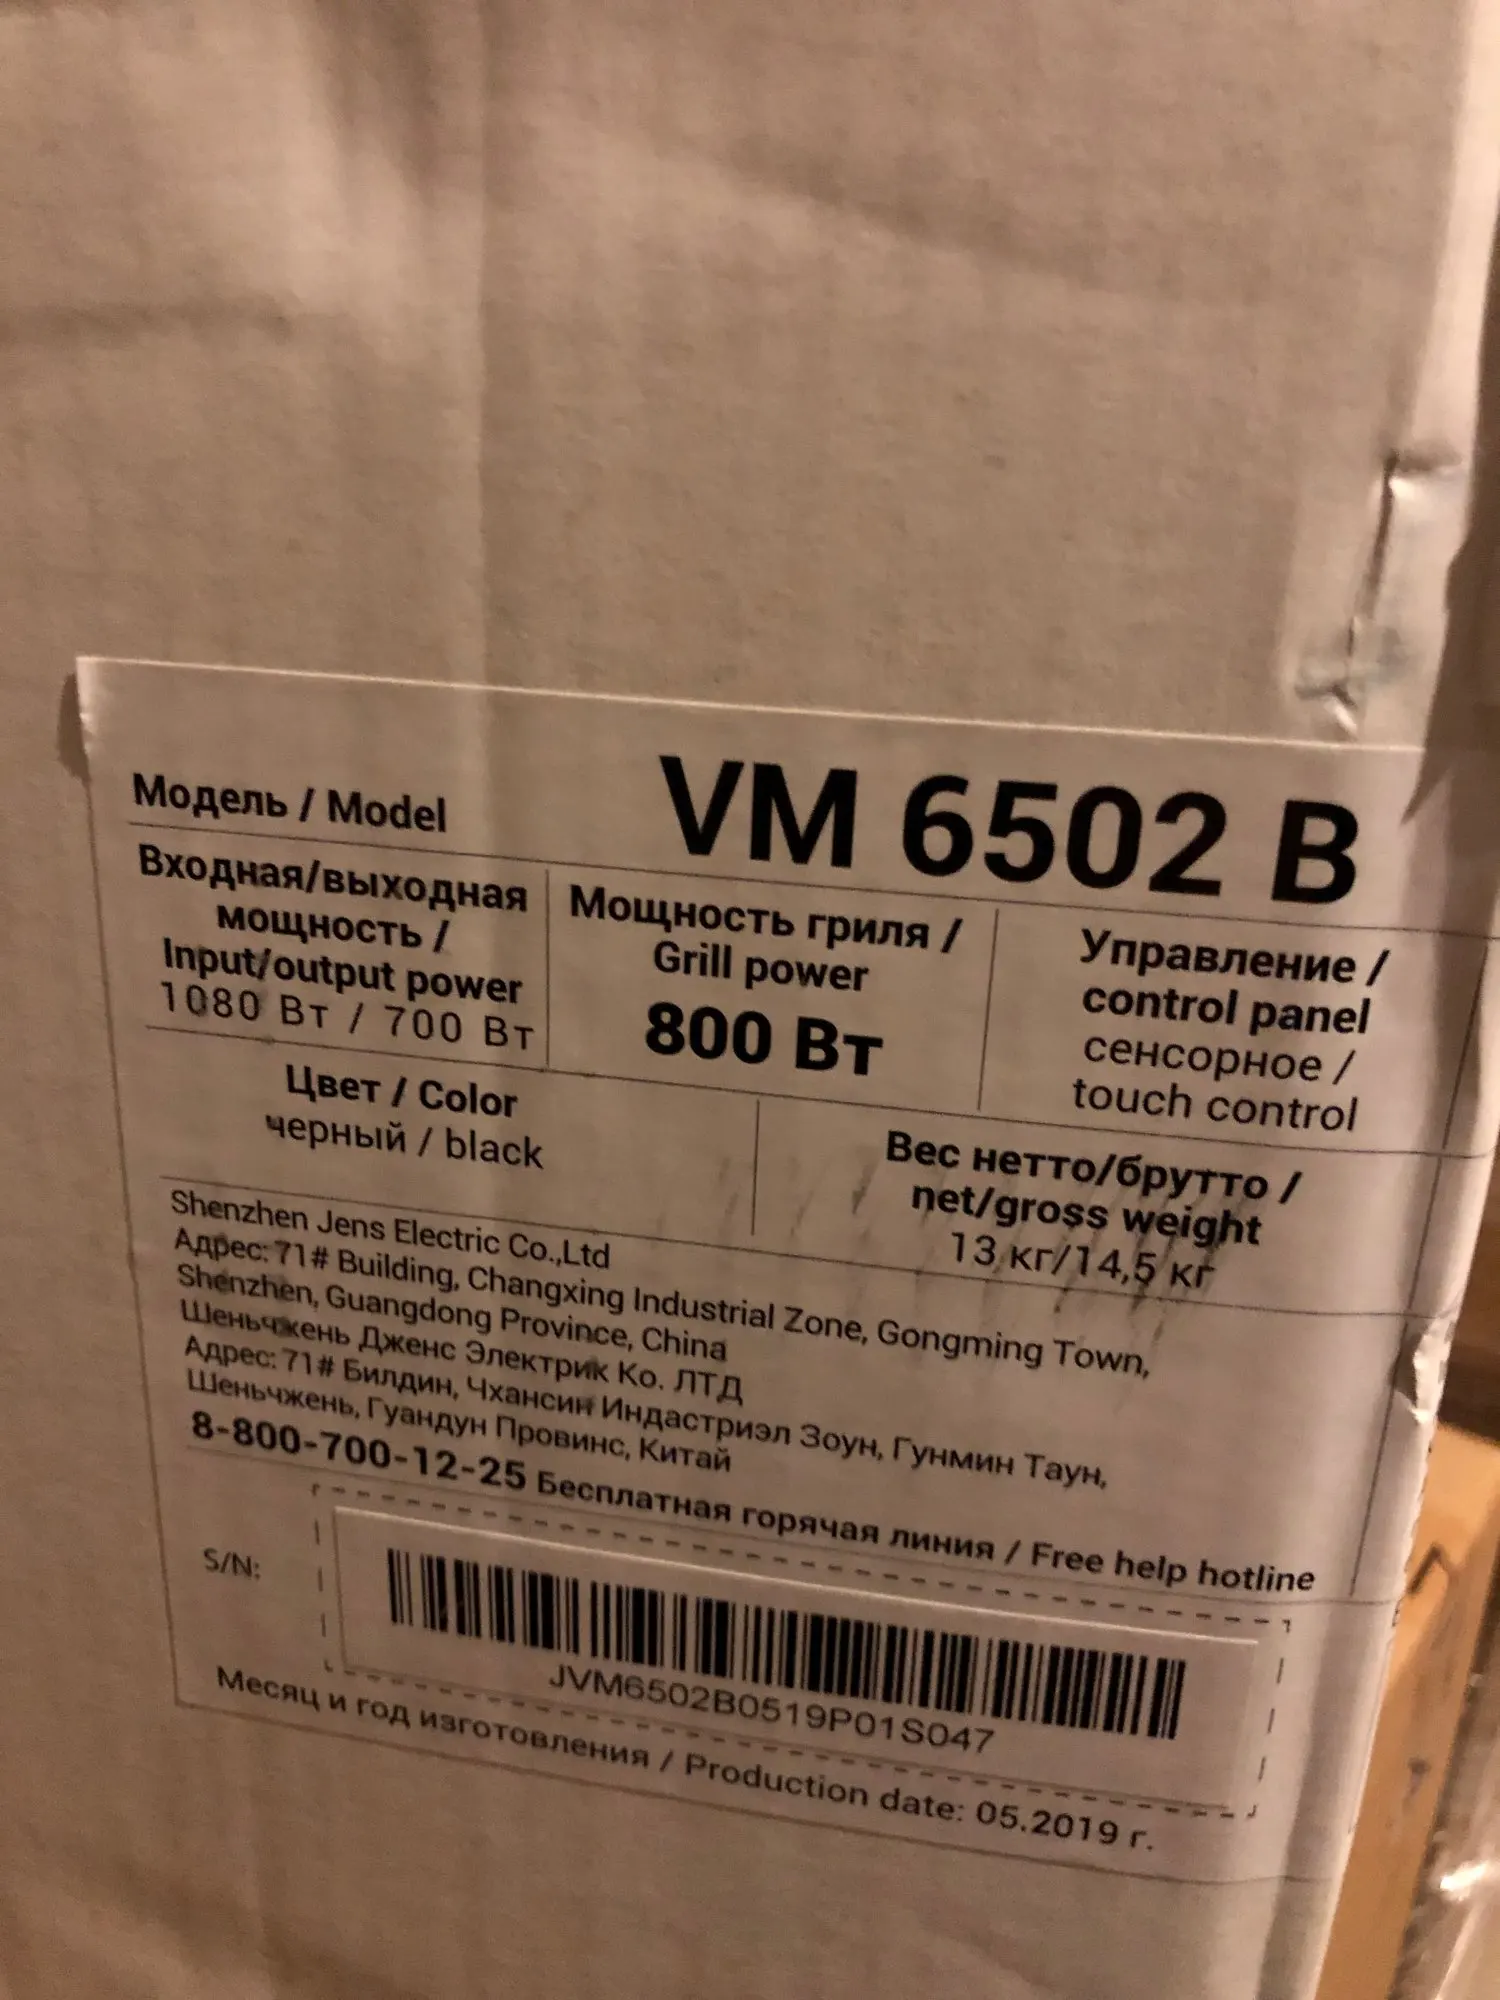 Модель / Model
VM 6502 B
Входная/выходная
мощность /
Input/output power
1080 Вт / 700 Вт
Мощность гриля /
Grill power
800 Вт
Управление /
control panel
сенсорное /
touch control
Цвет / Color
черный / black
Вес нетто/брутто /
net/gross weight
13 кг/14,5 кг
Shenzhen Jens Electric Co.,Ltd
Адрес: 71# Building, Changxing Industrial Zone, Gongming Town,
Shenzhen, Guangdong Province, China
Шеньчжень Дженс Электрик Ко. ЛТД
Адрес: 71# Билдин, Чхансин Индастриэл Зоун, Гунмин Таун,
Шеньчжень, Гуандун Провинс, Китай
8-800-700-12-25 Бесплатная горячая линия / Free help hotline
S/N:
JVM6502B0519P01S047
Месяц и год изготовления / Production date: 05.2019 г.